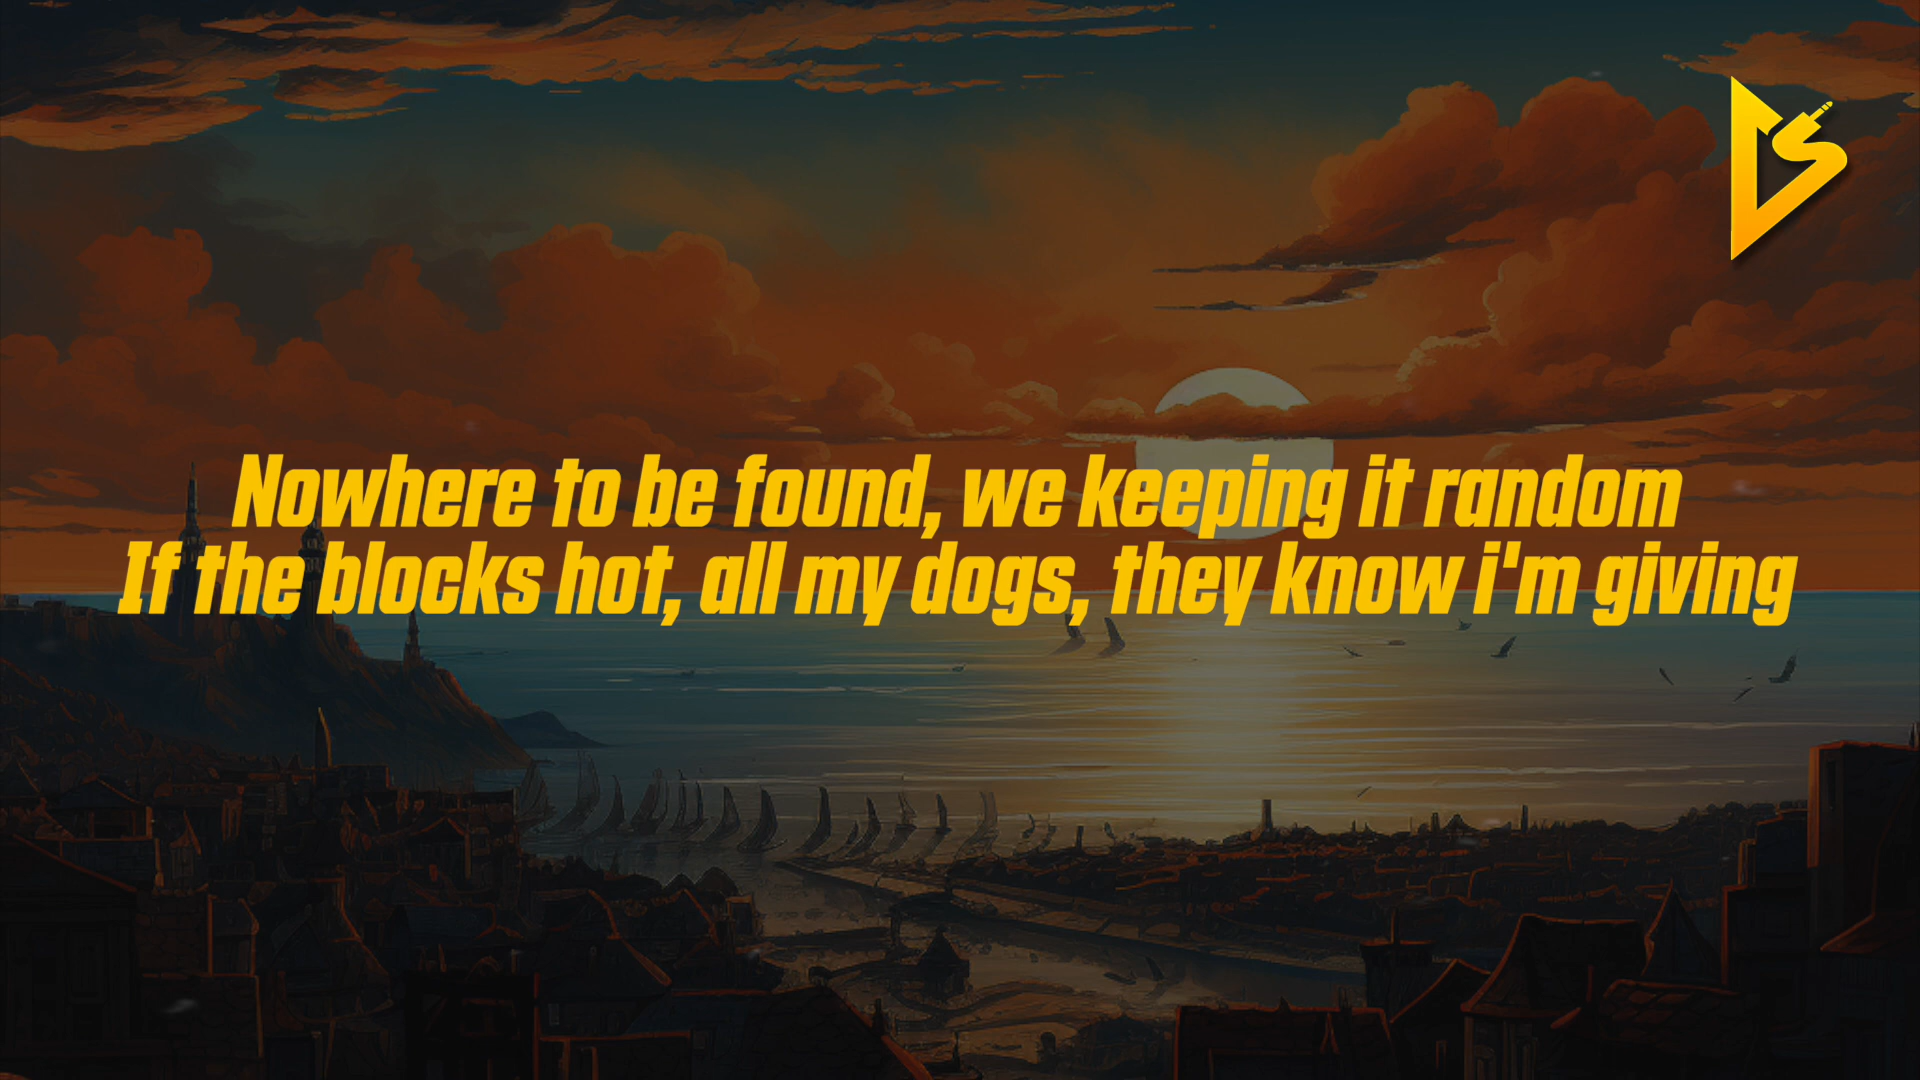 Nowhere to be found, we keeping it random
If the blocks hot, all my dogs, they know i'm giving